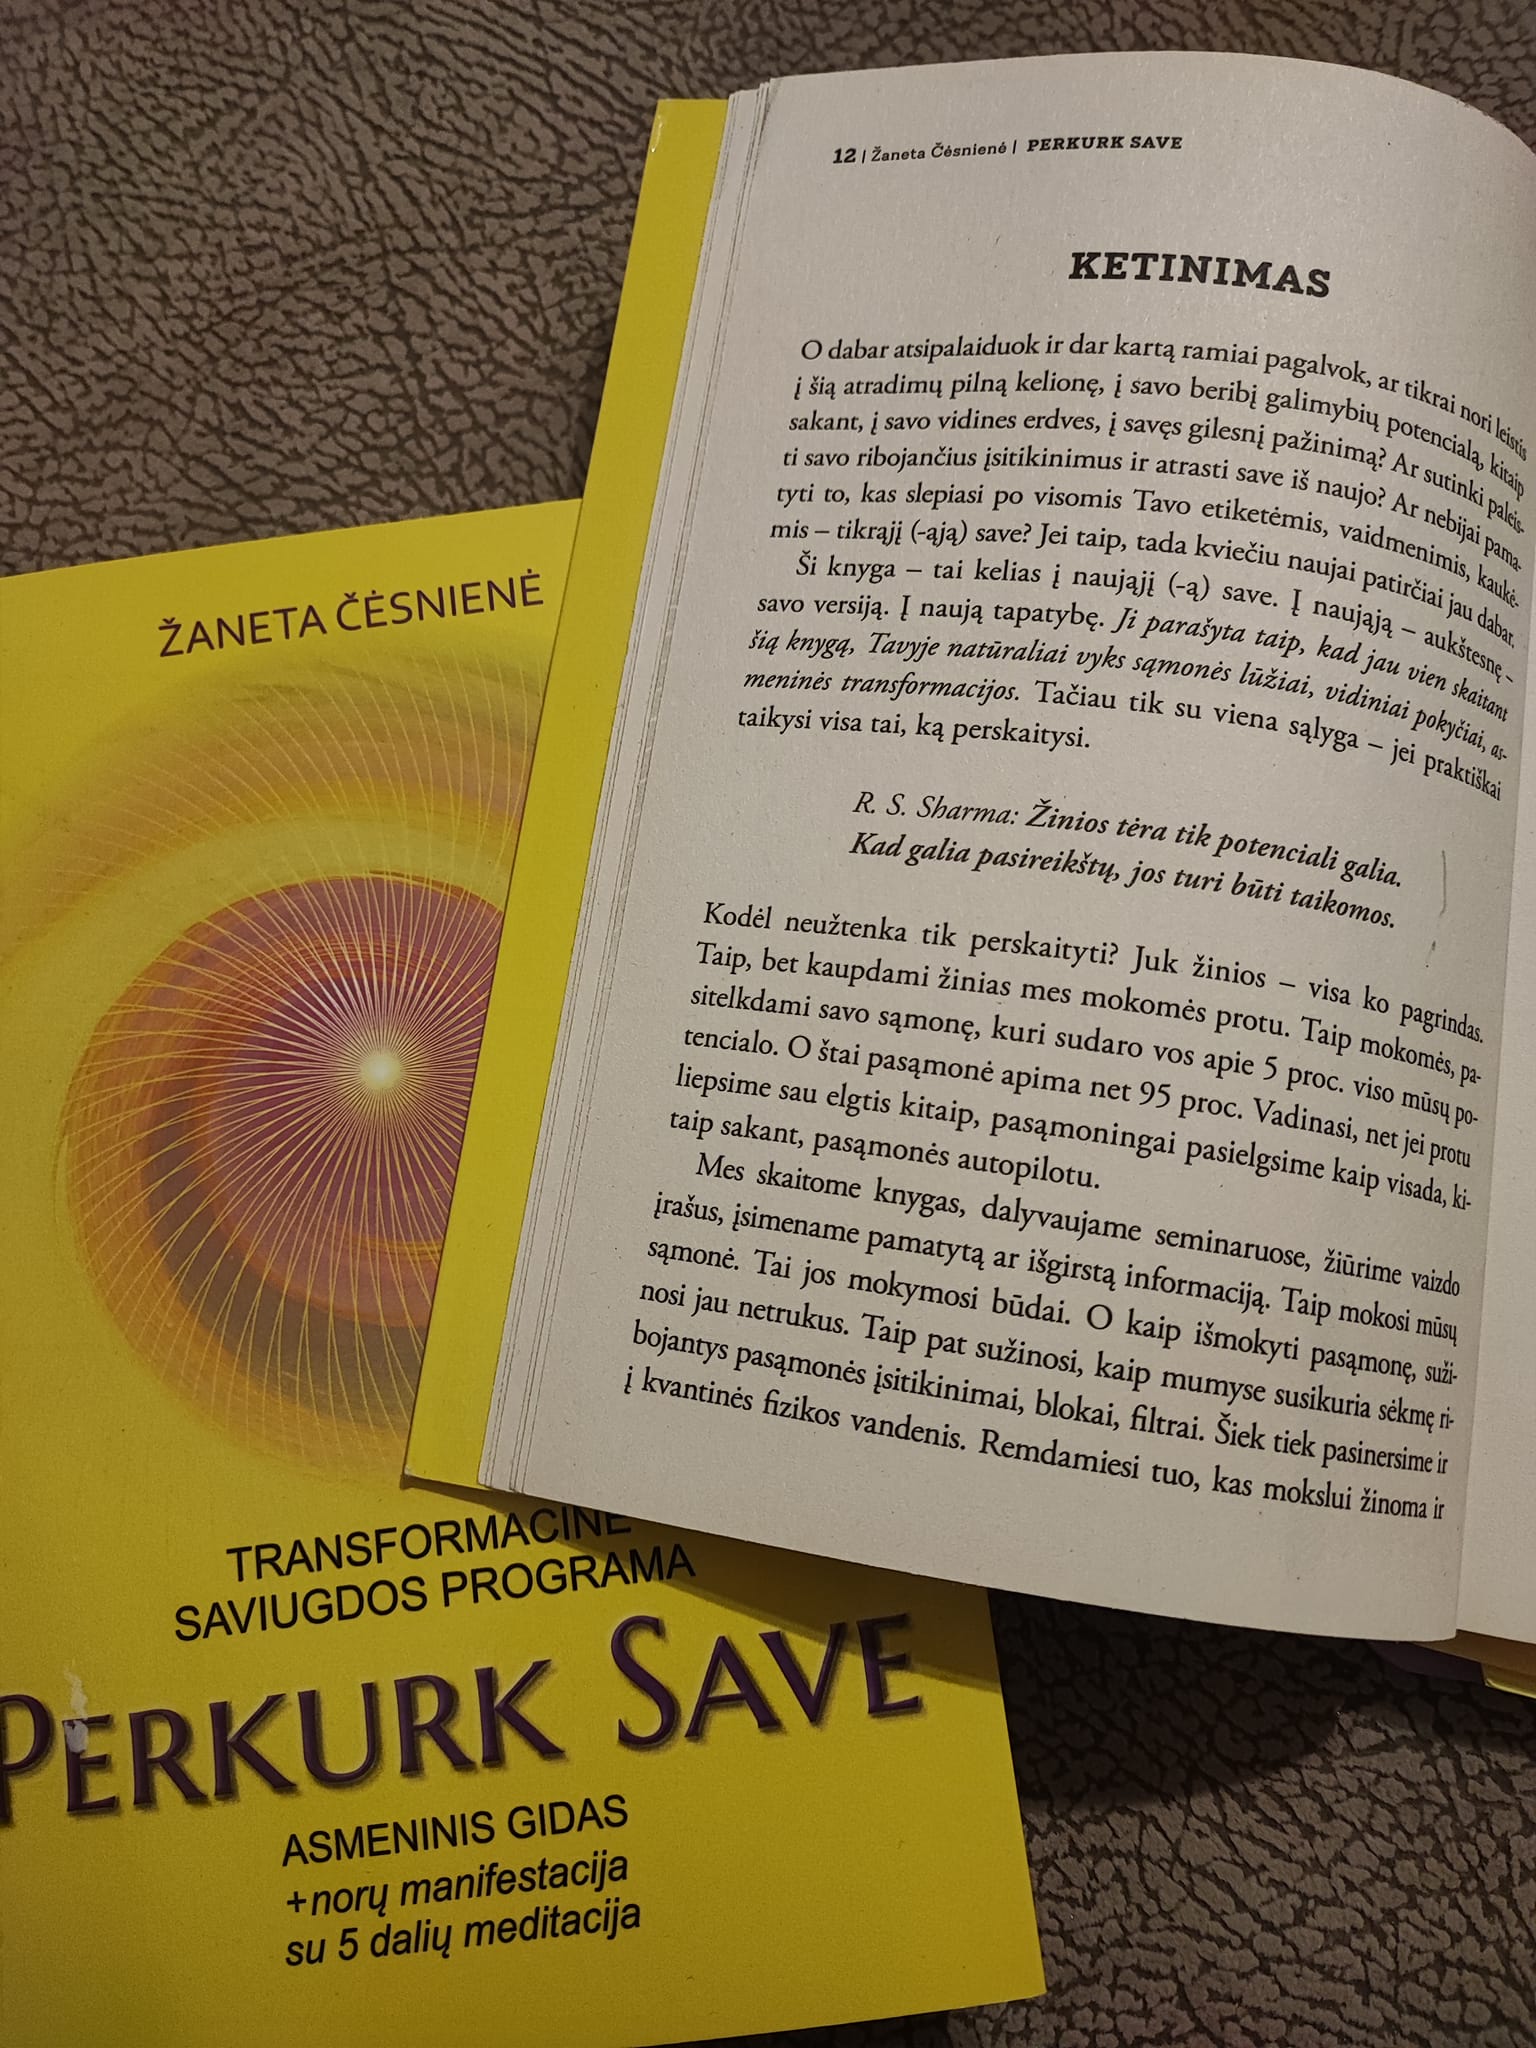 12 | Žaneta Čėsnienė | PERKURK SAVE
KETINIMAS
O dabar atsipalaiduok ir dar kartą ramiai pagalvok, ar tikrai nori leistis
į šią atradimų pilną kelionę, į savo beribį galimybių potencialą, kitaip
sakant, į savo vidines erdves, į savęs gilesnį pažinimą? Ar sutinki paleis-
ti savo ribojančius įsitikinimus ir atrasti save iš naujo? Ar nebijai pama-
tyti to, kas slepiasi po visomis Tavo etiketėmis, vaidmenimis, kaukė-
mis – tikrąjį (-ąją) save? Jei taip, tada kviečiu naujai patirčiai jau dabar.
Ši knyga – tai kelias į naująjį (-ą) save. Į naująją – aukštesnę –
savo versiją. Į naują tapatybę. Ji parašyta taip, kad jau vien skaitant
šią knygą, Tavyje natūraliai vyks sąmonės lūžiai, vidiniai pokyčiai, as-
meninės transformacijos. Tačiau tik su viena sąlyga – jei praktiškai
taikysi visa tai, ką perskaitysi.
R. S. Sharma: Žinios tėra tik potenciali galia.
Kad galia pasireikštų, jos turi būti taikomos.
Kodėl neužtenka tik perskaityti? Juk žinios – visa ko pagrindas.
Taip, bet kaupdami žinias mes mokomės protu. Taip mokomės, pa-
sitelkdami savo sąmonę, kuri sudaro vos apie 5 proc. viso mūsų po-
tencialo. O štai pasąmonė apima net 95 proc. Vadinasi, net jei protu
liepsime sau elgtis kitaip, pasąmoningai pasielgsime kaip visada, ki-
taip sakant, pasąmonės autopilotu.
Mes skaitome knygas, dalyvaujame seminaruose, žiūrime vaizdo
įrašus, įsimename pamatytą ar išgirstą informaciją. Taip mokosi mūsų
sąmonė. Tai jos mokymosi būdai. O kaip išmokyti pasąmonę, suži-
nosi jau netrukus. Taip pat sužinosi, kaip mumyse susikuria sėkmę ri-
bojantys pasąmonės įsitikinimai, blokai, filtrai. Šiek tiek pasinersime ir
į kvantinės fizikos vandenis. Remdamiesi tuo, kas mokslui žinoma ir
ŽANETA ČĖSNIENĖ
TRANSFORMACINĖ
SAVIUGDOS PROGRAMA
PERKURK SAVE
ASMENINIS GIDAS
+norų manifestacija
su 5 dalių meditacija